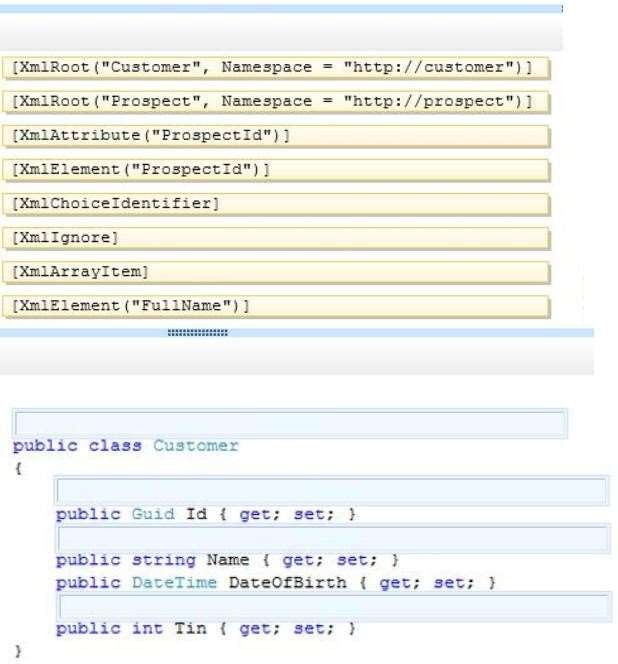 [XmlRoot("Customer", Namespace = "http://customer")]
[XmlRoot("Prospect", Namespace = "http://prospect")]
[XmlAttribute("ProspectId")]
[XmlElement("ProspectId")]
[XmlChoiceIdentifier]
[XmlIgnore]
[XmlArrayItem]
[XmlElement("FullName")]
public class Customer
{
public Guid Id { get; set; }
public string Name { get; set; }
public DateTime DateOfBirth { get; set; }
public int Tin { get; set; }
}